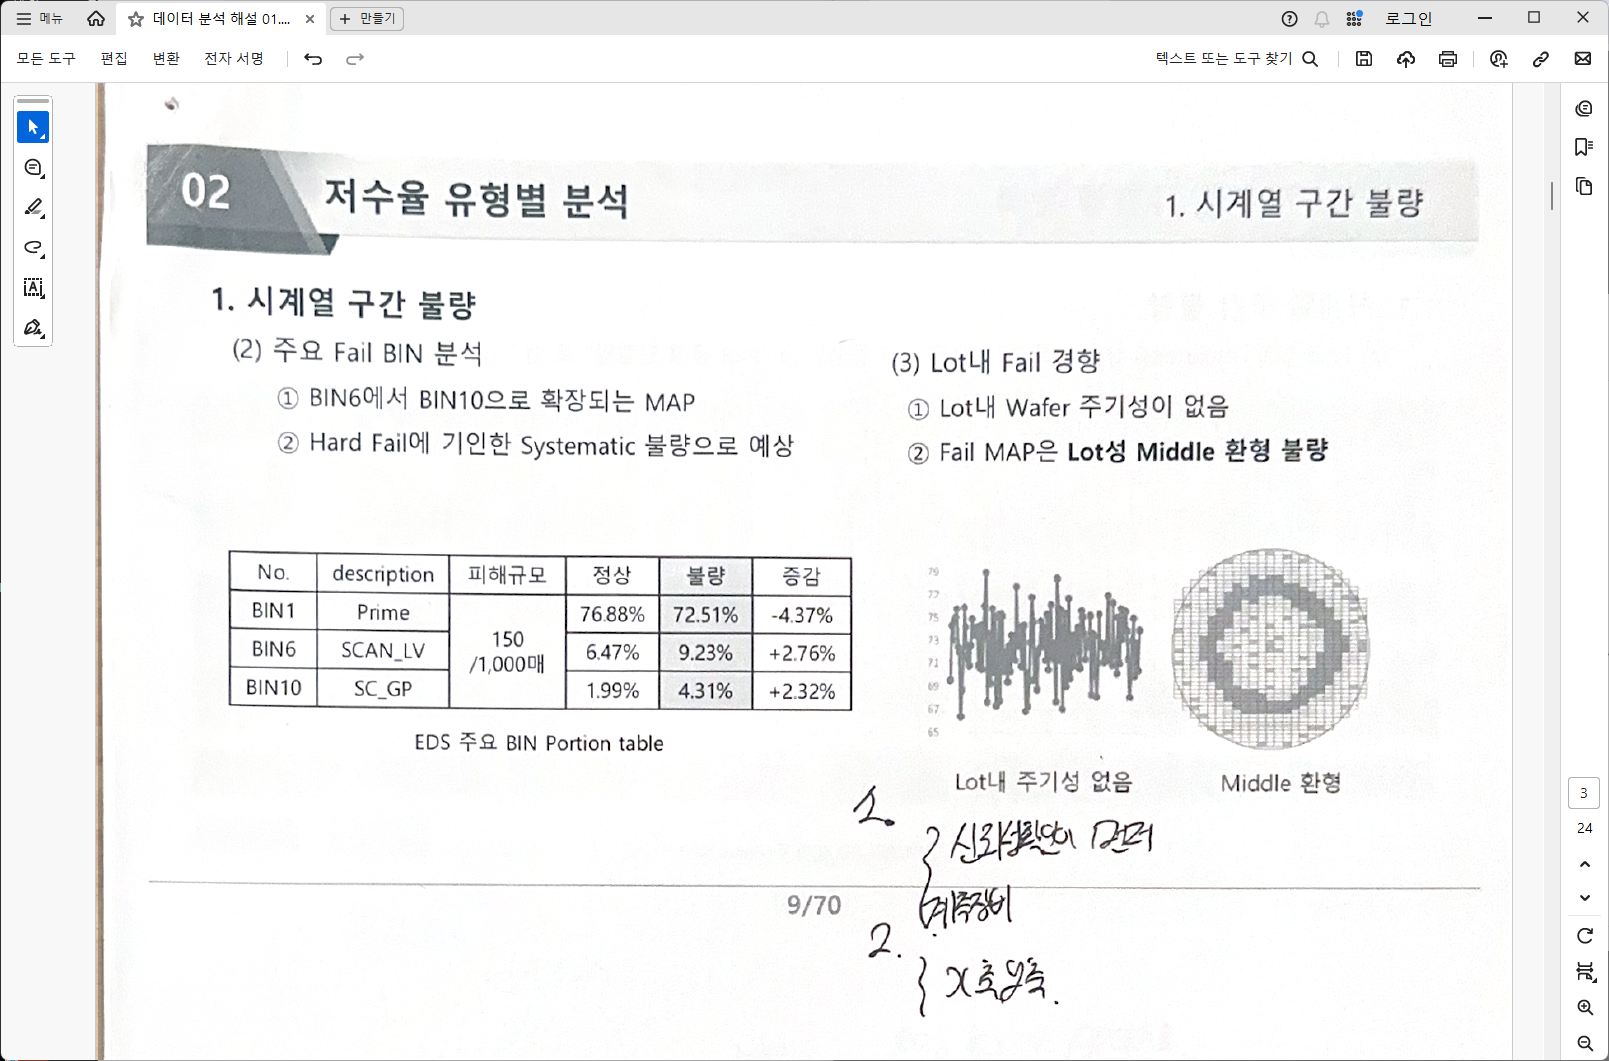 메뉴
데이터 분석 해설 01....
만들기
로그인
모든 도구
편집
변환
전자 서명
텍스트 또는 도구 찾기
02
저수율 유형별 분석
1. 시계열 구간 불량
1. 시계열 구간 불량
(2) 주요 Fail BIN 분석
① BIN6에서 BIN10으로 확장되는 MAP
② Hard Fail에 기인한 Systematic 불량으로 예상
(3) Lot내 Fail 경향
① Lot내 Wafer 주기성이 없음
② Fail MAP은 Lot성 Middle 환형 불량
No. description 피해규모 정상 불량 증감
BIN1 Prime 150/1,000매 76.88% 72.51% -4.37%
BIN6 SCAN_LV 6.47% 9.23% +2.76%
BIN10 SC_GP 1.99% 4.31% +2.32%
EDS 주요 BIN Portion table
79
77
75
73
71
69
67
65
Lot내 주기성 없음
Middle 환형
1.
신뢰성확인이 먼저
계측장비
2.
x축 y축.
9/70
3
24